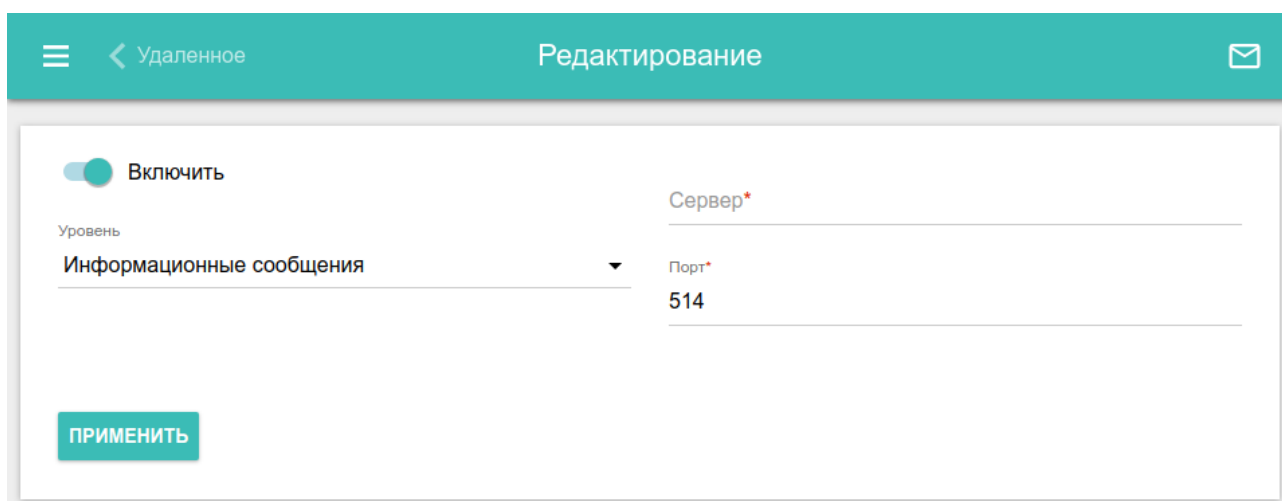 Удаленное
Редактирование
Включить
Уровень
Информационные сообщения
Сервер*
Порт*
514
ПРИМЕНИТЬ